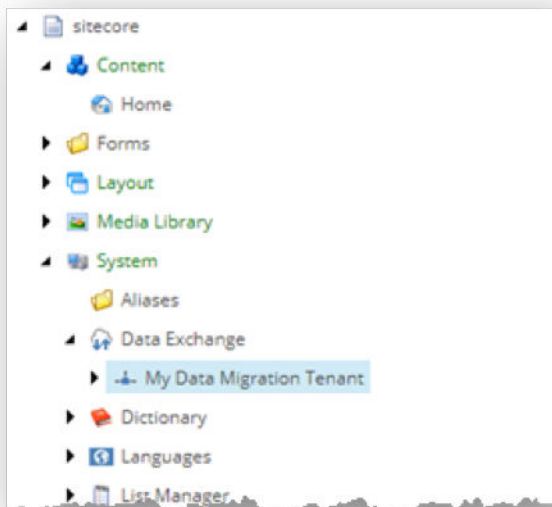 sitecore
Content
Home
Forms
Layout
Media Library
System
Aliases
Data Exchange
My Data Migration Tenant
Dictionary
Languages
List Manager